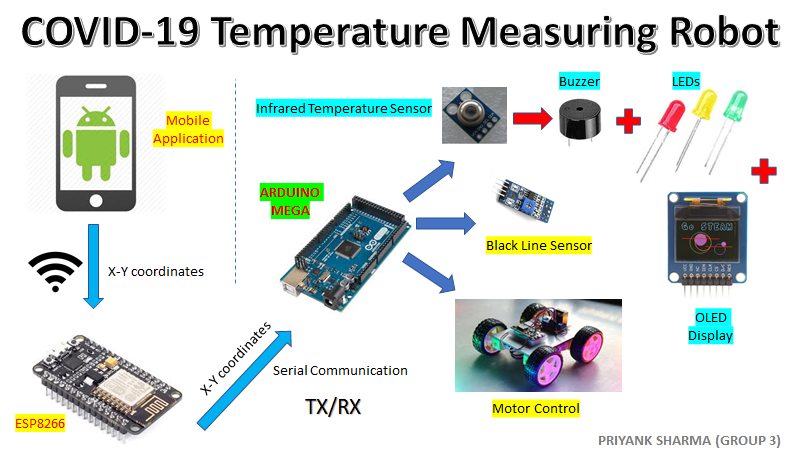 COVID-19 Temperature Measuring Robot
Mobile
Application
Infrared Temperature Sensor
Buzzer
LEDs
ARDUINO
MEGA
Black Line Sensor
Go STEAM
X-Y coordinates
OLED
Display
X-Y coordinates
Serial Communication
TX/RX
ESP8266
Motor Control
PRIYANK SHARMA (GROUP 3)